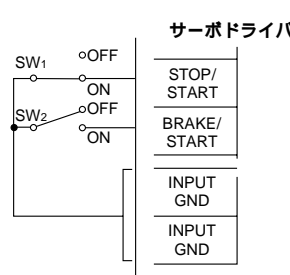 サーボドライバ
SW1
OFF
ON
STOP/
START
SW2
OFF
ON
BRAKE/
START
INPUT
GND
INPUT
GND